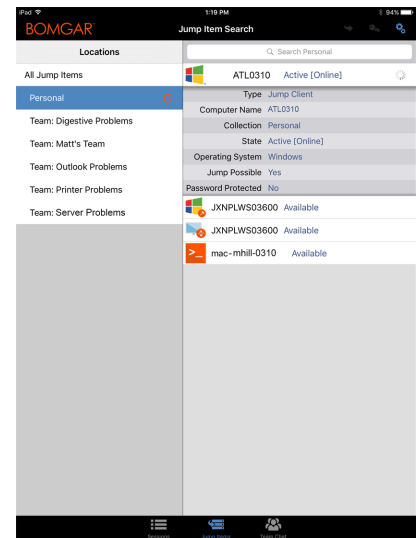 iPad 1:19 PM 94%
BOMGAR Jump Item Search
Locations
Search Personal
All Jump Items
Personal
Team: Digestive Problems
Team: Matt's Team
Team: Outlook Problems
Team: Printer Problems
Team: Server Problems
ATL0310 Active [Online]
Type Jump Client
Computer Name ATL0310
Collection Personal
State Active [Online]
Operating System Windows
Jump Possible Yes
Password Protected No
JXNPLWS03600 Available
JXNPLWS03600 Available
>_ mac-mhill-0310 Available
Sessions Jump Items Team Chat